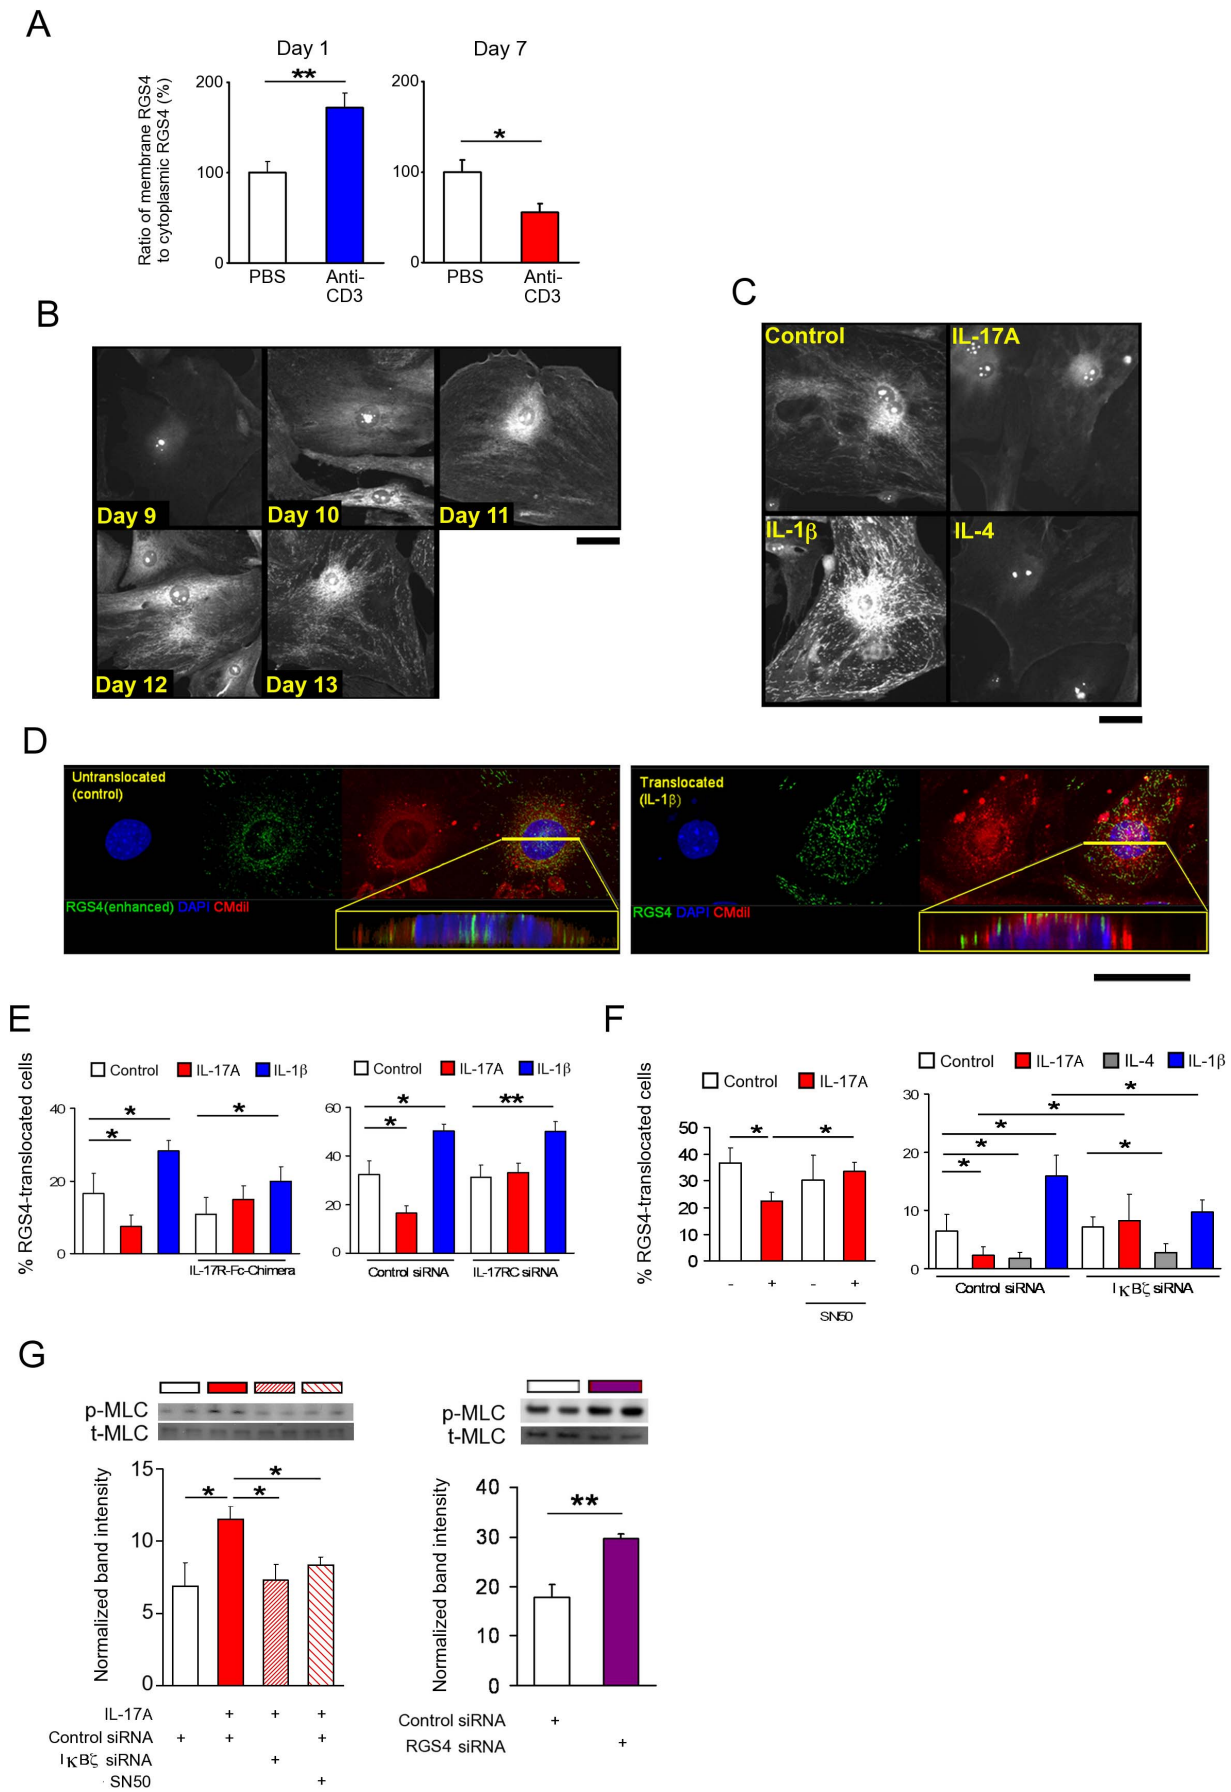 A
Day 1
Day 7
Ratio of membrane RGS4
to cytoplasmic RGS4 (%)
200
**
100
0
PBS
Anti-
CD3
200
*
100
0
PBS
Anti-
CD3
B
Day 9
Day 10
Day 11
Day 12
Day 13
C
Control
IL-17A
IL-1β
IL-4
D
Untranslocated
(control)
RGS4(enhanced) DAPI CMdil
Translocated
(IL-1β)
RGS4 DAPI CMdil
E
% RGS4-translocated cells
Control IL-17A IL-1β
40
20
0
* * *
IL-17R-Fc-Chimera
Control IL-17A IL-1β
60
40
20
0
* * **
Control siRNA IL-17RC siRNA
F
% RGS4-translocated cells
Control IL-17A
50
40
30
20
10
0
* *
- + - +
SN50
Control IL-17A IL-4 IL-1β
30
20
10
0
* * * * * *
Control siRNA IκBζ siRNA
G
p-MLC
t-MLC
Normalized band intensity
15
10
5
0
* * *
IL-17A + + +
Control siRNA + + +
IκBζ siRNA +
SN50 +
p-MLC
t-MLC
Normalized band intensity
40
30
20
10
0
**
Control siRNA +
RGS4 siRNA +